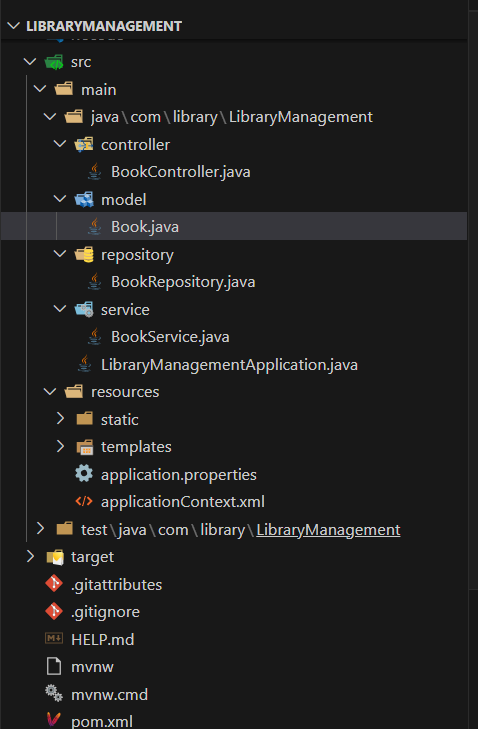 LIBRARYMANAGEMENT
src
main
java\com\library\LibraryManagement
controller
BookController.java
model
Book.java
repository
BookRepository.java
service
BookService.java
LibraryManagementApplication.java
resources
static
templates
application.properties
applicationContext.xml
test\java\com\library\LibraryManagement
target
.gitattributes
.gitignore
HELP.md
mvnw
mvnw.cmd
pom.xml